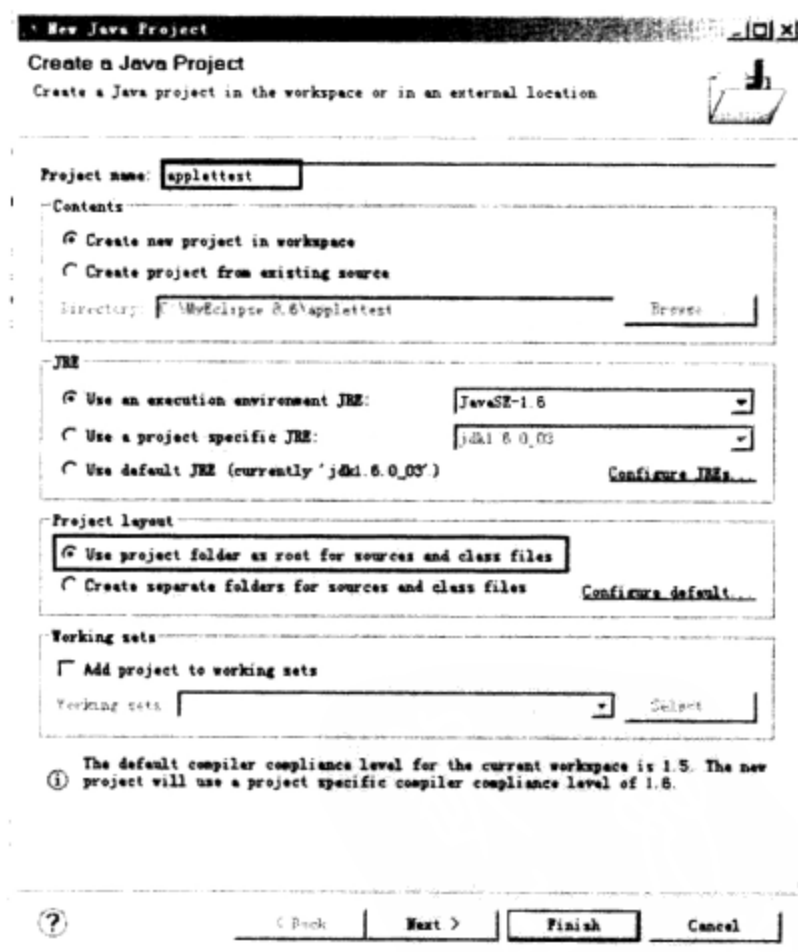 New Java Project
Create a Java Project
Create a Java project in the workspace or in an external location
Project name: applettest
Contents
Create new project in workspace
Create project from existing source
Directory: C:\MyEclipse 8.6\applettest Browse...
JRE
Use an execution environment JRE: JavaSE-1.6
Use a project specific JRE: jdk1.6.0_03
Use default JRE (currently 'jdk1.6.0_03') Configure JREs...
Project layout
Use project folder as root for sources and class files
Create separate folders for sources and class files Configure default...
Working sets
Add project to working sets
Working sets Select
The default compiler compliance level for the current workspace is 1.5. The new
project will use a project specific compiler compliance level of 1.6.
< Back Next > Finish Cancel